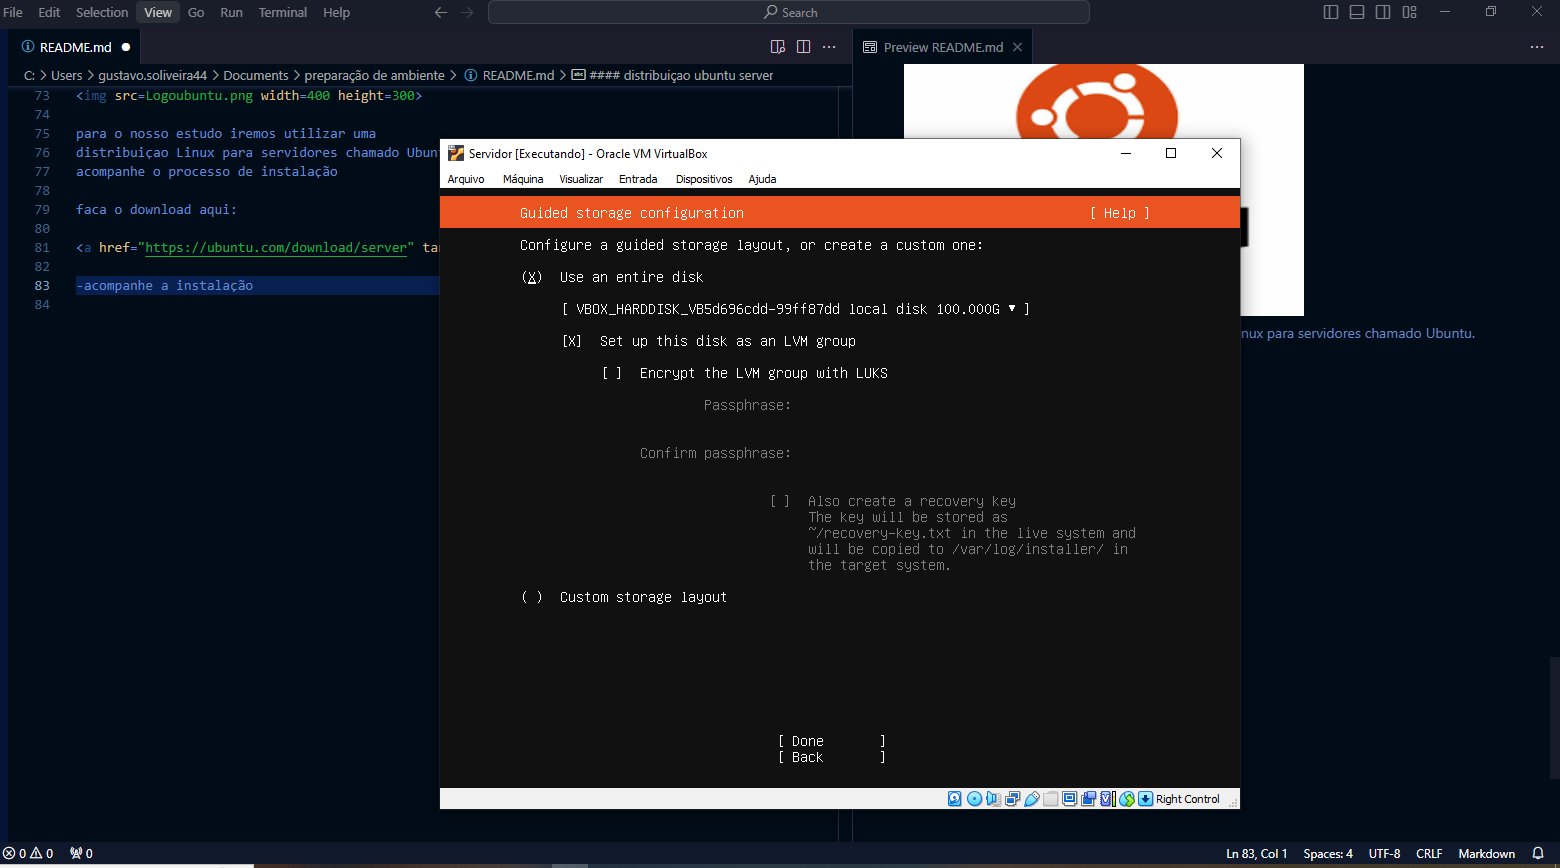 File Edit Selection View Go Run Terminal Help
Search
README.md
Preview README.md
C: > Users > gustavo.soliveira44 > Documents > preparação de ambiente > README.md > #### distribuiçao ubuntu server
73 <img src=Logoubuntu.png width=400 height=300>
74
75 para o nosso estudo iremos utilizar uma
76 distribuiçao Linux para servidores chamado Ubunt
77 acompanhe o processo de instalação
78
79 faca o download aqui:
80
81 <a href="https://ubuntu.com/download/server" tar
82
83 -acompanhe a instalação
84
nux para servidores chamado Ubuntu.
Servidor [Executando] - Oracle VM VirtualBox
Arquivo Máquina Visualizar Entrada Dispositivos Ajuda
Guided storage configuration [ Help ]
Configure a guided storage layout, or create a custom one:
(X) Use an entire disk
[ VBOX_HARDDISK_VB5d696cdd-99ff87dd local disk 100.000G ▾ ]
[X] Set up this disk as an LVM group
[ ] Encrypt the LVM group with LUKS
Passphrase:
Confirm passphrase:
[ ] Also create a recovery key
The key will be stored as
~/recovery-key.txt in the live system and
will be copied to /var/log/installer/ in
the target system.
( ) Custom storage layout
[ Done ]
[ Back ]
Right Control
0 0 0
Ln 83, Col 1 Spaces: 4 UTF-8 CRLF Markdown